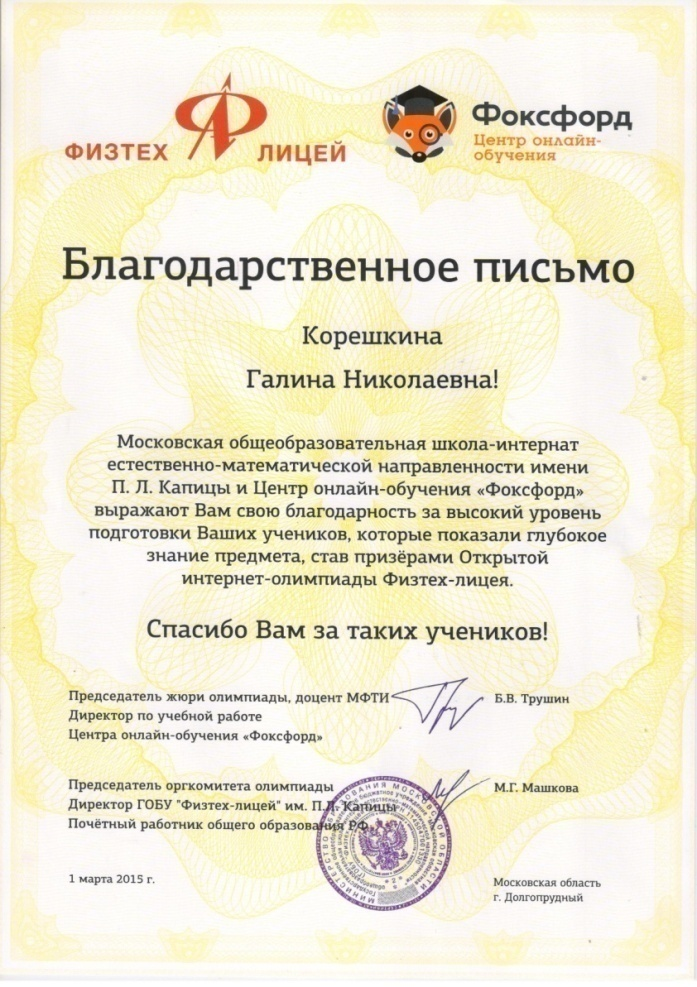 ФИЗТЕХ ЛИЦЕЙ
Фоксфорд
Центр онлайн-
обучения
Благодарственное письмо
Корешкина
Галина Николаевна!
Московская общеобразовательная школа-интернат
естественно-математической направленности имени
П. Л. Капицы и Центр онлайн-обучения «Фоксфорд»
выражают Вам свою благодарность за высокий уровень
подготовки Ваших учеников, которые показали глубокое
знание предмета, став призёрами Открытой
интернет-олимпиады Физтех-лицея.
Спасибо Вам за таких учеников!
Председатель жюри олимпиады, доцент МФТИ
Б.В. Трушин
Директор по учебной работе
Центра онлайн-обучения «Фоксфорд»
Председатель оргкомитета олимпиады
М.Г. Машкова
Директор ГОБУ "Физтех-лицей" им. П.Л. Капицы
Почётный работник общего образования РФ
МИНИСТЕРСТВО ОБРАЗОВАНИЯ МОСКОВСКОЙ ОБЛАСТИ
1 марта 2015 г.
Московская область
г. Долгопрудный